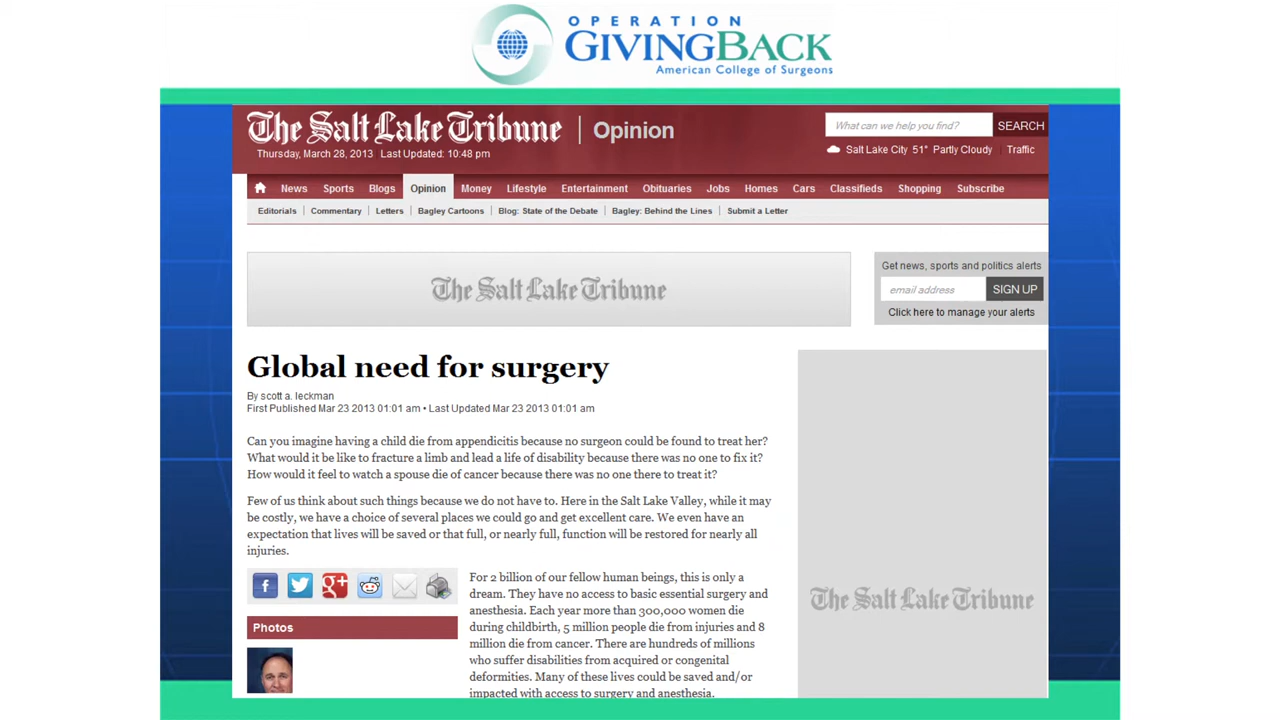 OPERATION
GIVINGBACK
American College of Surgeons
The Salt Lake Tribune | Opinion
Thursday, March 28, 2013 Last Updated: 10:48 pm
What can we help you find? SEARCH
Salt Lake City 51° Partly Cloudy | Traffic
News Sports Blogs Opinion Money Lifestyle Entertainment Obituaries Jobs Homes Cars Classifieds Shopping Subscribe
Editorials | Commentary | Letters | Bagley Cartoons | Blog: State of the Debate | Bagley: Behind the Lines | Submit a Letter
The Salt Lake Tribune
Get news, sports and politics alerts
email address SIGN UP
Click here to manage your alerts
Global need for surgery
By scott a. leckman
First Published Mar 23 2013 01:01 am • Last Updated Mar 23 2013 01:01 am
Can you imagine having a child die from appendicitis because no surgeon could be found to treat her?
What would it be like to fracture a limb and lead a life of disability because there was no one to fix it?
How would it feel to watch a spouse die of cancer because there was no one there to treat it?
Few of us think about such things because we do not have to. Here in the Salt Lake Valley, while it may
be costly, we have a choice of several places we could go and get excellent care. We even have an
expectation that lives will be saved or that full, or nearly full, function will be restored for nearly all
injuries.
f g+
Photos
For 2 billion of our fellow human beings, this is only a
dream. They have no access to basic essential surgery and
anesthesia. Each year more than 300,000 women die
during childbirth, 5 million people die from injuries and 8
million die from cancer. There are hundreds of millions
who suffer disabilities from acquired or congenital
deformities. Many of these lives could be saved and/or
impacted with access to surgery and anesthesia.
The Salt Lake Tribune